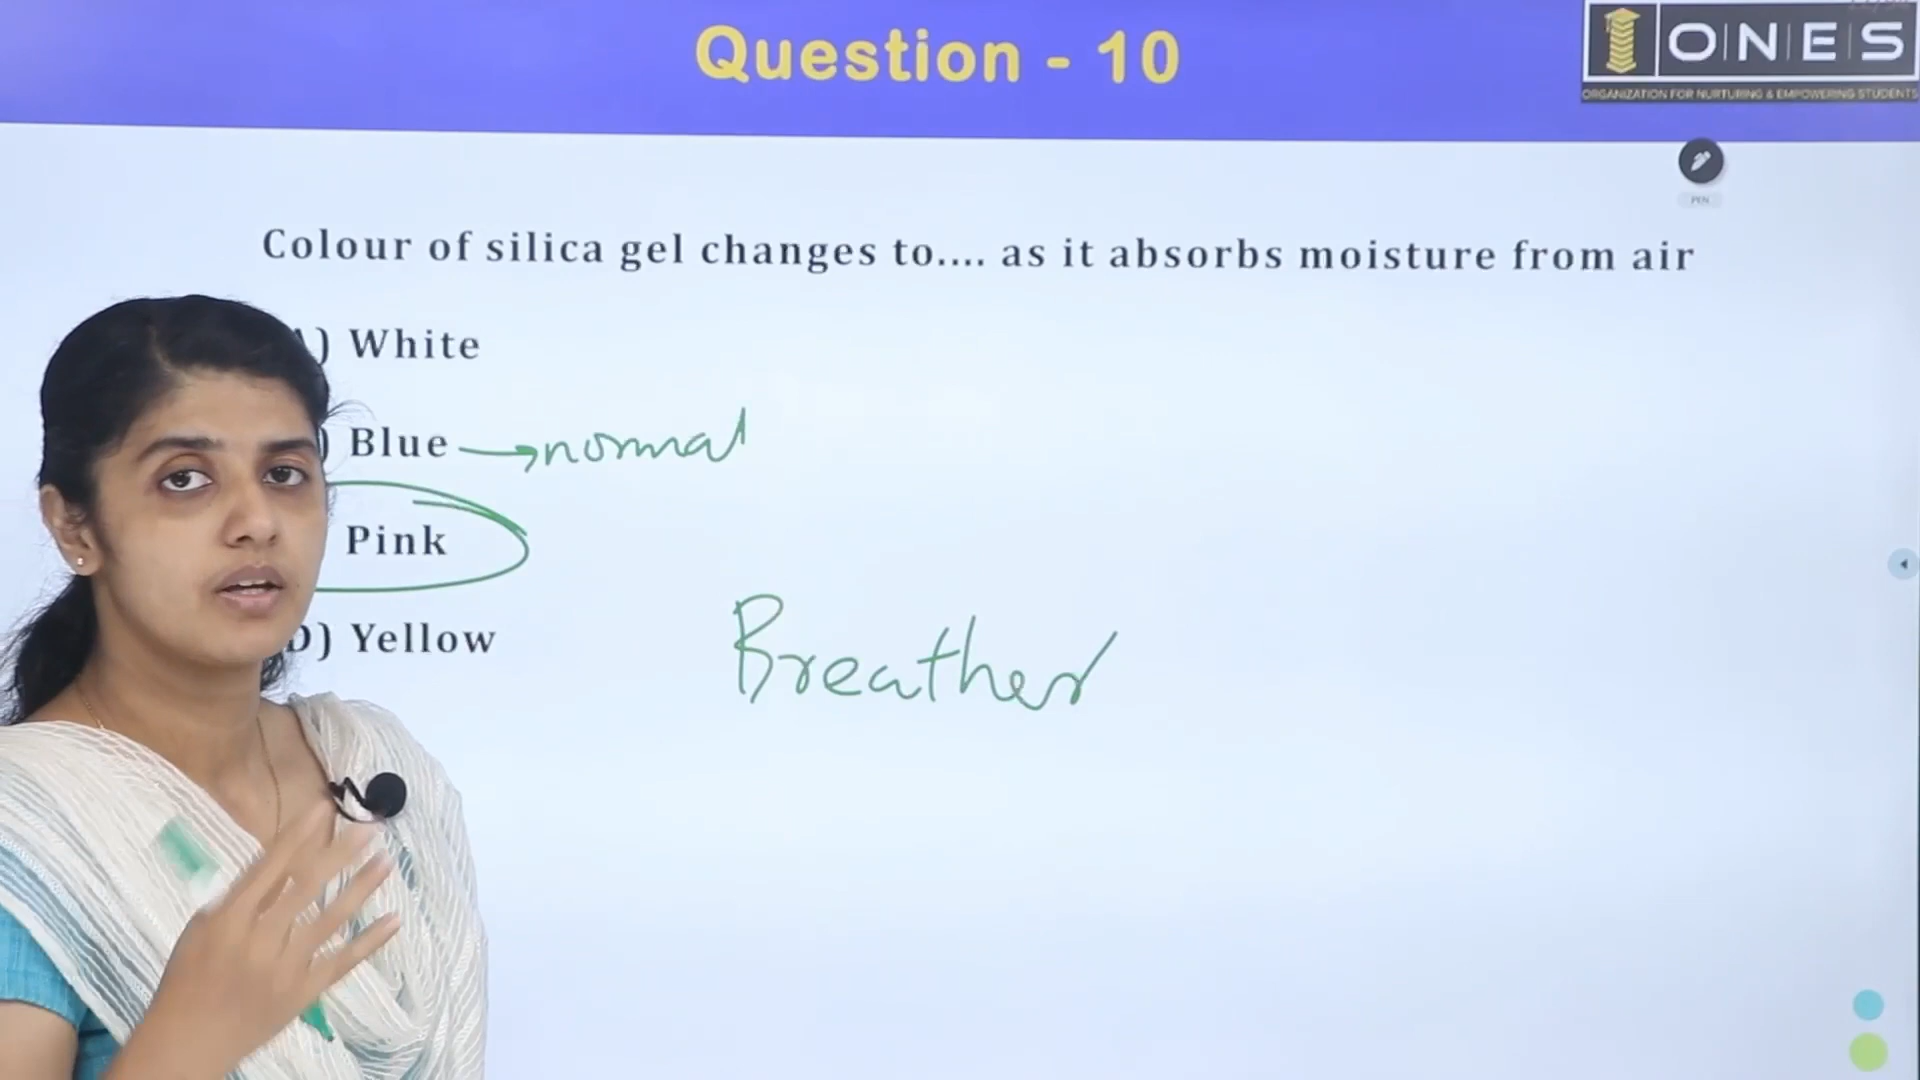 Question - 10
ONES
ORGANIZATION FOR NURTURING & EMPOWERING STUDENTS
PEN
Colour of silica gel changes to.... as it absorbs moisture from air
) White
) Blue → normal
Pink
D) Yellow
Breather